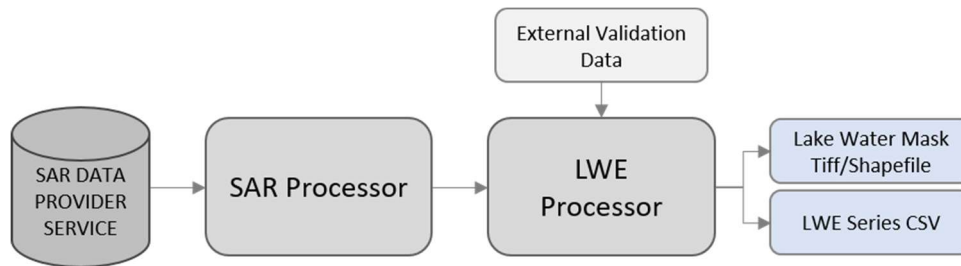 External Validation
Data
SAR DATA
PROVIDER
SERVICE
SAR Processor
LWE
Processor
Lake Water Mask
Tiff/Shapefile
LWE Series CSV